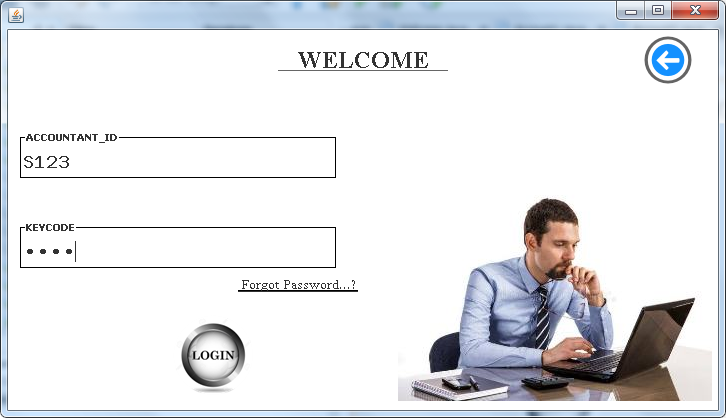 WELCOME
ACCOUNTANT_ID
S123
KEYCODE
••••
Forgot Password...?
LOGIN